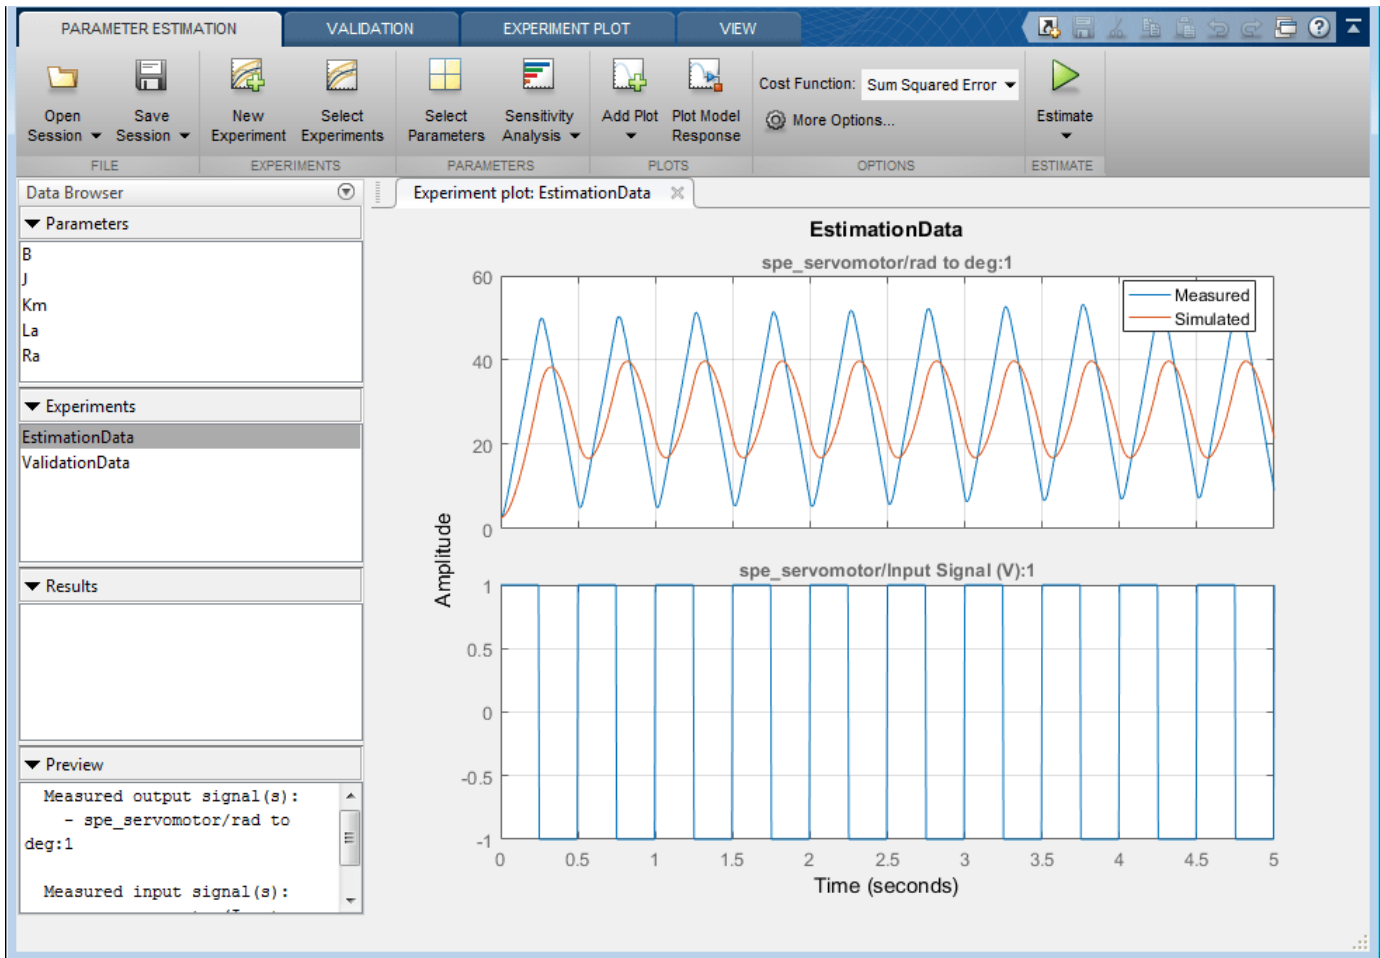 PARAMETER ESTIMATION
VALIDATION
EXPERIMENT PLOT
VIEW
Open Session
Save Session
New Experiment
Select Experiments
Select Parameters
Sensitivity Analysis
Add Plot
Plot Model Response
Cost Function: Sum Squared Error
More Options...
Estimate
FILE
EXPERIMENTS
PARAMETERS
PLOTS
OPTIONS
ESTIMATE
Data Browser
Parameters
B
J
Km
La
Ra
Experiments
EstimationData
ValidationData
Results
Preview
Measured output signal(s):
- spe_servomotor/rad to
deg:1
Measured input signal(s):
Experiment plot: EstimationData
EstimationData
spe_servomotor/rad to deg:1
60
40
20
0
Measured
Simulated
Amplitude
spe_servomotor/Input Signal (V):1
1
0.5
0
-0.5
-1
0 0.5 1 1.5 2 2.5 3 3.5 4 4.5 5
Time (seconds)